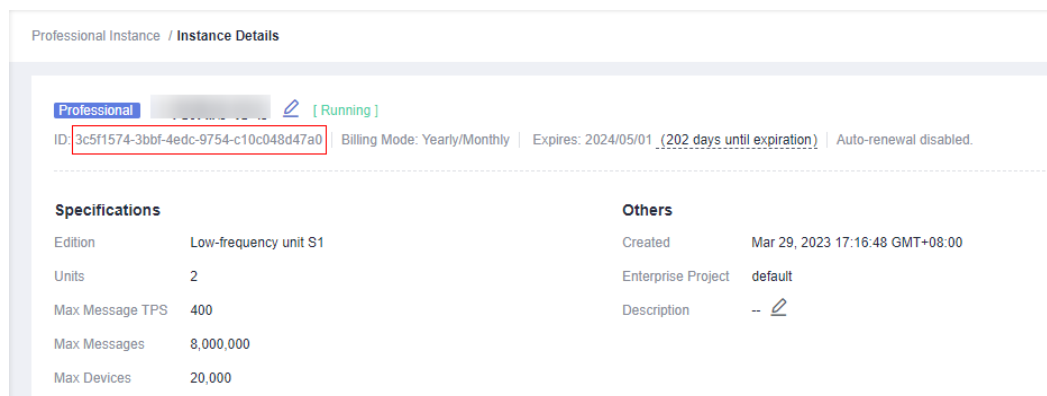 Professional Instance / Instance Details
Professional [ Running ]
ID: 3c5f1574-3bbf-4edc-9754-c10c048d47a0 Billing Mode: Yearly/Monthly Expires: 2024/05/01 (202 days until expiration) Auto-renewal disabled.
Specifications Others
Edition Low-frequency unit S1 Created Mar 29, 2023 17:16:48 GMT+08:00
Units 2 Enterprise Project default
Max Message TPS 400 Description --
Max Messages 8,000,000
Max Devices 20,000